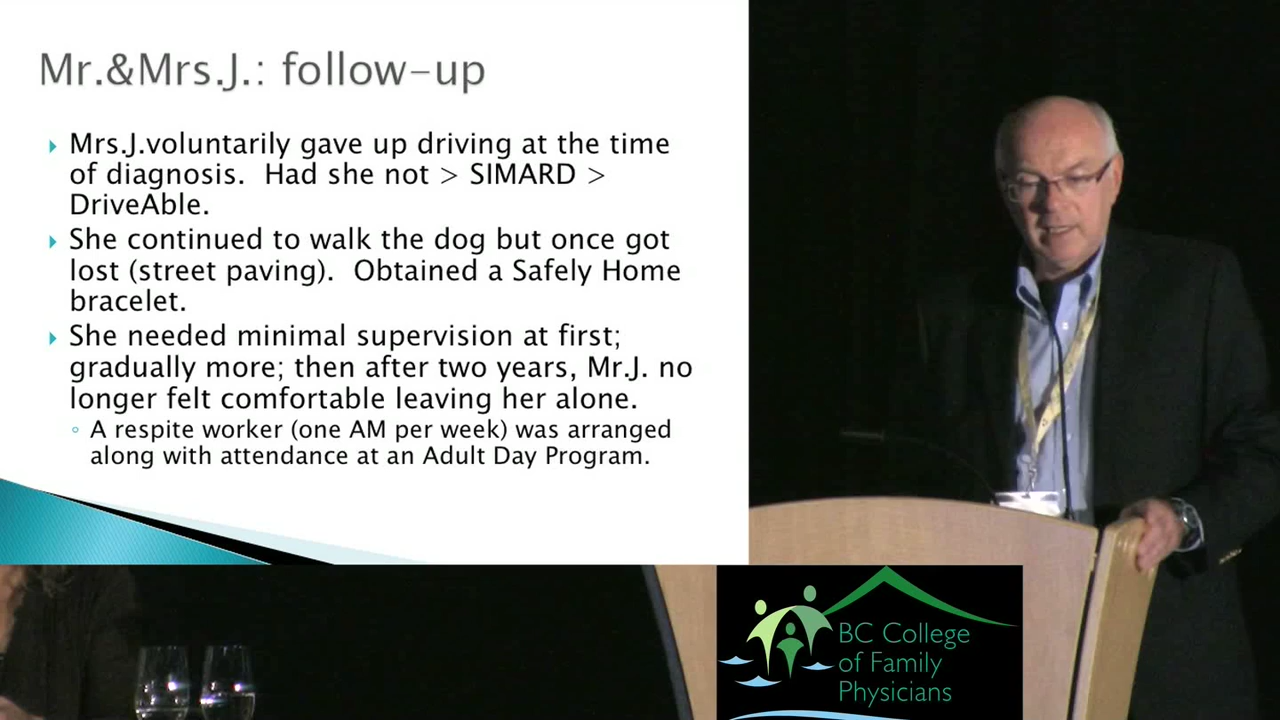 Mr.&Mrs.J.: follow-up
Mrs.J.voluntarily gave up driving at the time
of diagnosis. Had she not > SIMARD >
DriveAble.
She continued to walk the dog but once got
lost (street paving). Obtained a Safely Home
bracelet.
She needed minimal supervision at first;
gradually more; then after two years, Mr.J. no
longer felt comfortable leaving her alone.
A respite worker (one AM per week) was arranged
along with attendance at an Adult Day Program.
BC College
of Family
Physicians